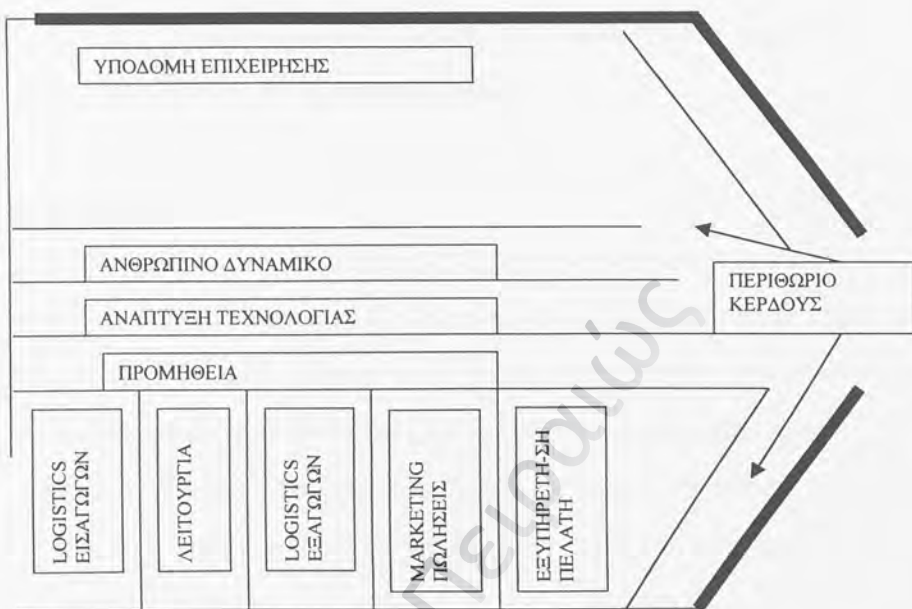 ΥΠΟΔΟΜΗ ΕΠΙΧΕΙΡΗΣΗΣ
ΑΝΘΡΩΠΙΝΟ ΔΥΝΑΜΙΚΟ
ΑΝΑΠΤΥΞΗ ΤΕΧΝΟΛΟΓΙΑΣ
ΠΕΡΙΘΩΡΙΟ
ΚΕΡΔΟΥΣ
ΠΡΟΜΗΘΕΙΑ
LOGISTICS
ΕΙΣΑΓΩΓΩΝ
ΛΕΙΤΟΥΡΓΙΑ
LOGISTICS
ΕΞΑΓΩΓΩΝ
MARKETING
ΠΩΛΗΣΕΙΣ
ΕΞΥΠΗΡΕΤΗ-ΣΗ
ΠΕΛΑΤΗ
Πειραιώς